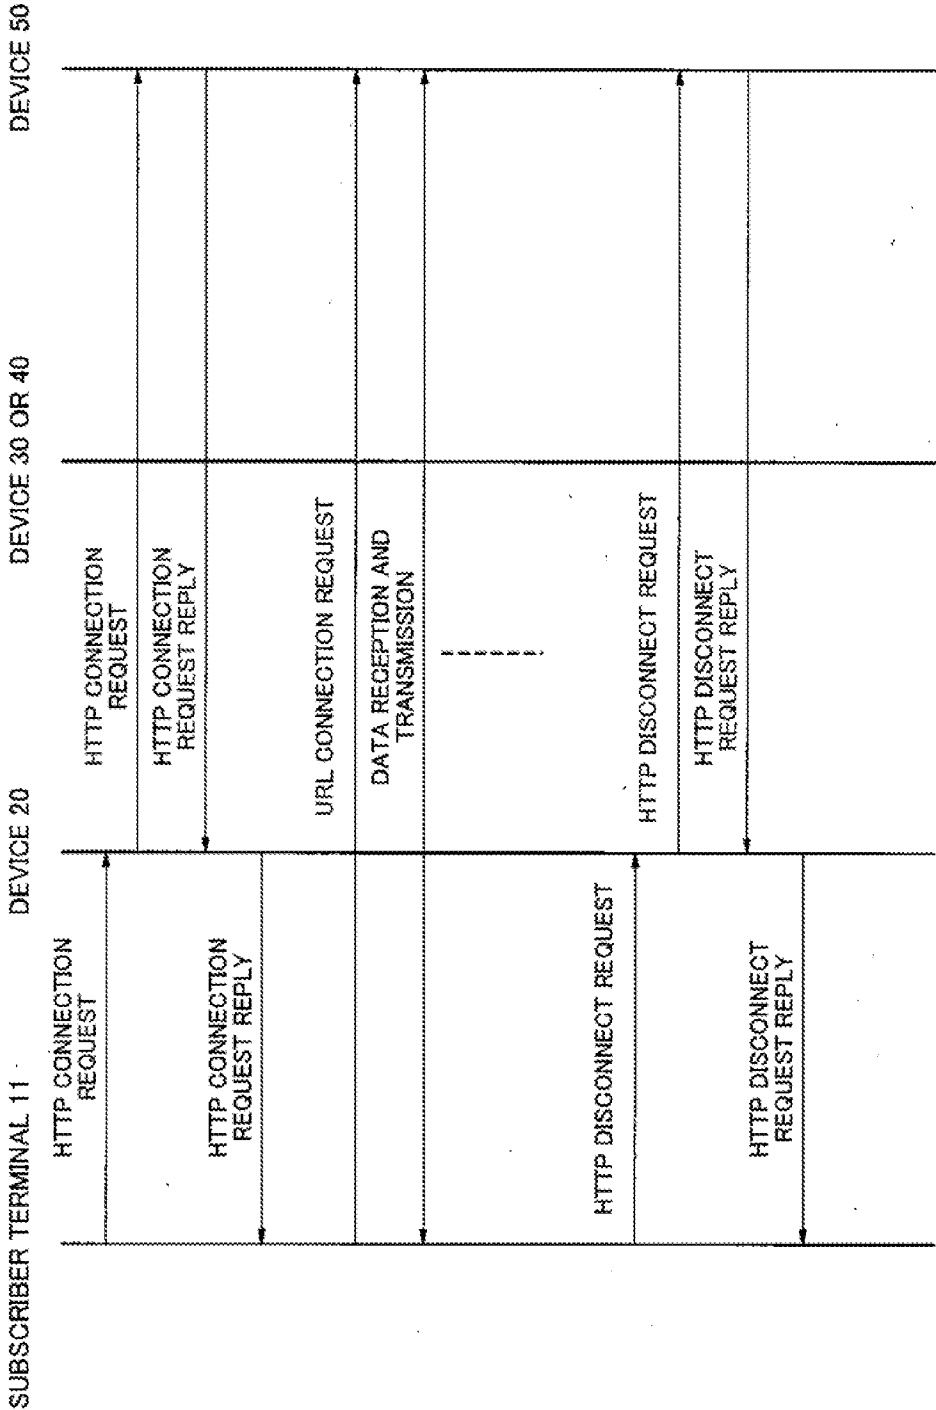 SUBSCRIBER TERMINAL 11
DEVICE 20
DEVICE 30 OR 40
DEVICE 50
HTTP CONNECTION
REQUEST
HTTP CONNECTION
REQUEST
HTTP CONNECTION
REQUEST REPLY
HTTP CONNECTION
REQUEST REPLY
URL CONNECTION REQUEST
DATA RECEPTION AND
TRANSMISSION
HTTP DISCONNECT REQUEST
HTTP DISCONNECT REQUEST
HTTP DISCONNECT
REQUEST REPLY
HTTP DISCONNECT
REQUEST REPLY